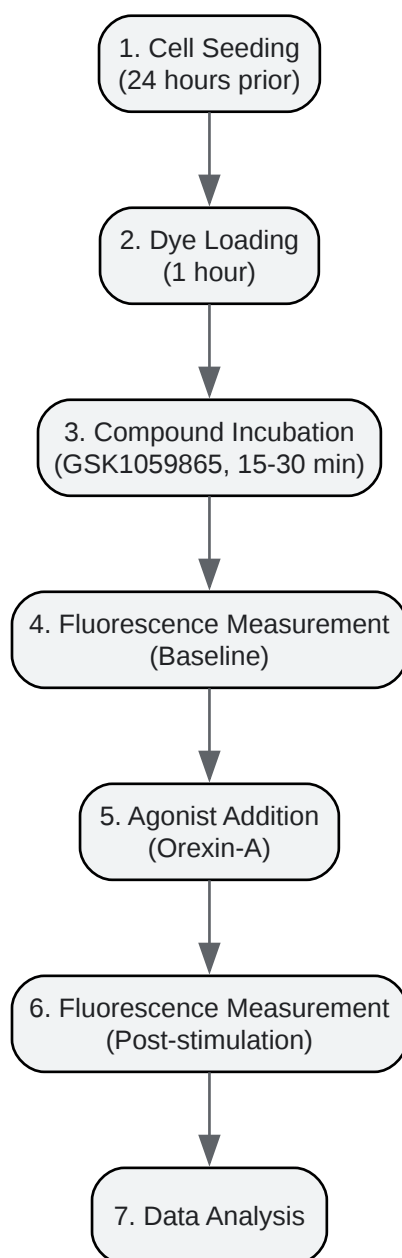 1. Cell Seeding
(24 hours prior)
2. Dye Loading
(1 hour)
3. Compound Incubation
(GSK1059865, 15-30 min)
4. Fluorescence Measurement
(Baseline)
5. Agonist Addition
(Orexin-A)
6. Fluorescence Measurement
(Post-stimulation)
7. Data Analysis